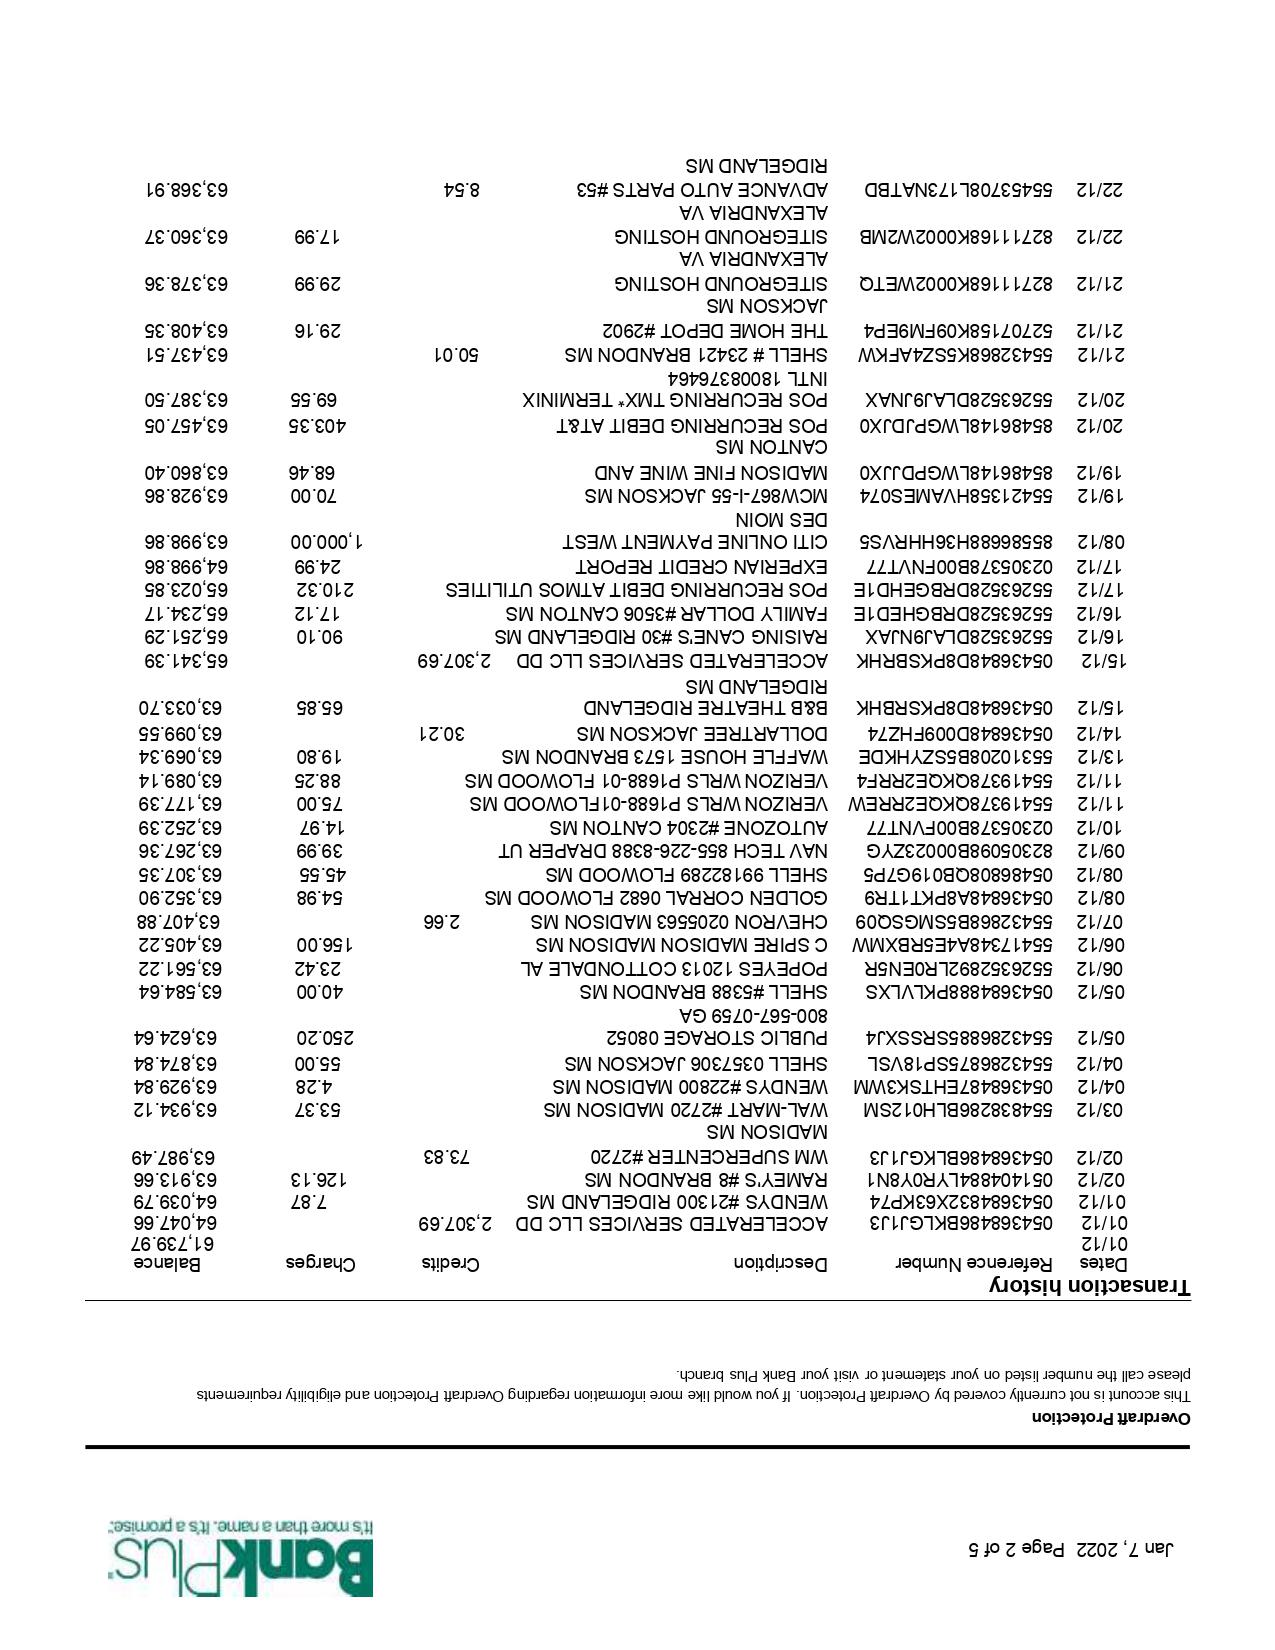 Jan 7, 2022 Page 2 of 5
BankPlus
It's more than a name. It's a promise.
Overdraft Protection
This account is not currently covered by Overdraft Protection. If you would like more information regarding Overdraft Protection and eligibility requirements
please call the number listed on your statement or visit your Bank Plus branch.
Transaction history
Dates Reference Number Description Credits Charges Balance
01/12 61,739.97
01/12 0543684868BKLGJ1J3 ACCELERATED SERVICES LLC DD 2,307.69 64,047.66
01/12 0543684832X63KP74 WENDYS #21300 RIDGELAND MS 7.87 64,039.79
02/12 051404884LYR0Y8N1 RAMEY'S #8 BRANDON MS 126.13 63,913.66
02/12 054368486BLKGJ1J3 WM SUPERCENTER #2720 73.83 63,987.49
MADISON MS
03/12 554838286BLH012SM WAL-MART #2720 MADISON MS 53.37 63,934.12
04/12 054368487EHTSK3WM WENDYS #22800 MADISON MS 4.28 63,929.84
04/12 5543286875SP18VSL SHELL 0357306 JACKSON MS 55.00 63,874.84
05/12 554328688SRSSXJ4 PUBLIC STORAGE 08052 250.20 63,624.64
800-567-0759 GA
05/12 0543684888PKLVLXS SHELL #5388 BRANDON MS 40.00 63,584.64
06/12 5526352892LR0EN5R POPEYES 12013 COTTONDALE AL 23.42 63,561.22
06/12 55417348A4E5RBXMW C SPIRE MADISON MADISON MS 156.00 63,405.22
07/12 55432868B5SMGSQ09 CHEVRON 0205563 MADISON MS 2.66 63,407.88
08/12 05436848A8PKT1TR9 GOLDEN CORRAL 0682 FLOWOOD MS 54.98 63,352.90
08/12 05486808QB019G7P5 SHELL 99182289 FLOWOOD MS 45.55 63,307.35
09/12 82305098B00023ZYG NAV TECH 855-226-8388 DRAPER UT 39.99 63,267.36
10/12 02305378B00FVNT77 AUTOZONE #2304 CANTON MS 14.97 63,252.39
11/12 55419378QKQE2RREW VERIZON WRLS P1688-01FLOWOOD MS 75.00 63,177.39
11/12 55419378QKQE2RRF4 VERIZON WRLS P1688-01 FLOWOOD MS 88.25 63,089.14
13/12 55310208BS5ZYHKDE WAFFLE HOUSE 1573 BRANDON MS 19.80 63,069.34
14/12 05436848D009FHZ74 DOLLARTREE JACKSON MS 30.21 63,099.55
15/12 05436848D8PKSRBHK B&B THEATRE RIDGELAND 65.85 63,033.70
RIDGELAND MS
15/12 05436848D8PKSBRHK ACCELERATED SERVICES LLC DD 2,307.69 65,341.39
16/12 55263528DLAJ9NJAX RAISING CANE'S #30 RIDGELAND MS 90.10 65,251.29
16/12 55263528DRBGHED1E FAMILY DOLLAR #3506 CANTON MS 17.12 65,234.17
17/12 55263528DRBGEHD1E POS RECURRING DEBIT ATMOS UTILITIES 210.32 65,023.85
17/12 02305378B00FNVT77 EXPERIAN CREDIT REPORT 24.99 64,998.86
08/12 85586688H36HHRVS5 CITI ONLINE PAYMENT WEST 1,000.00 63,998.86
DES MOIN
19/12 55421358HVAMES074 MCW867-I-55 JACKSON MS 70.00 63,928.86
19/12 85486148LWGPDJJX0 MADISON FINE WINE AND 68.46 63,860.40
CANTON MS
20/12 85486148LWGPJDJX0 POS RECURRING DEBIT AT&T 403.35 63,457.05
20/12 55263528DLAJ9JNAX POS RECURRING TMX* TERMINIX 69.55 63,387.50
INTL 18008376464
21/12 55432868K5SZ4AFKW SHELL # 23421 BRANDON MS 50.01 63,437.51
21/12 52707158K09FM9EP4 THE HOME DEPOT #2902 29.16 63,408.35
JACKSON MS
21/12 82711168K0002WETQ SITEGROUND HOSTING 29.99 63,378.36
ALEXANDRIA VA
22/12 82711168K0002W2MB SITEGROUND HOSTING 17.99 63,360.37
ALEXANDRIA VA
22/12 55453708L173NATBD ADVANCE AUTO PARTS #53 8.54 63,368.91
RIDGELAND MS